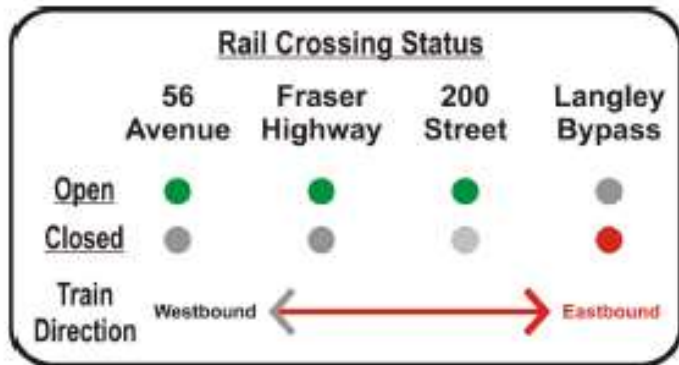 Rail Crossing Status
56 Avenue
Fraser Highway
200 Street
Langley Bypass
Open
Closed
Train Direction
Westbound
Eastbound